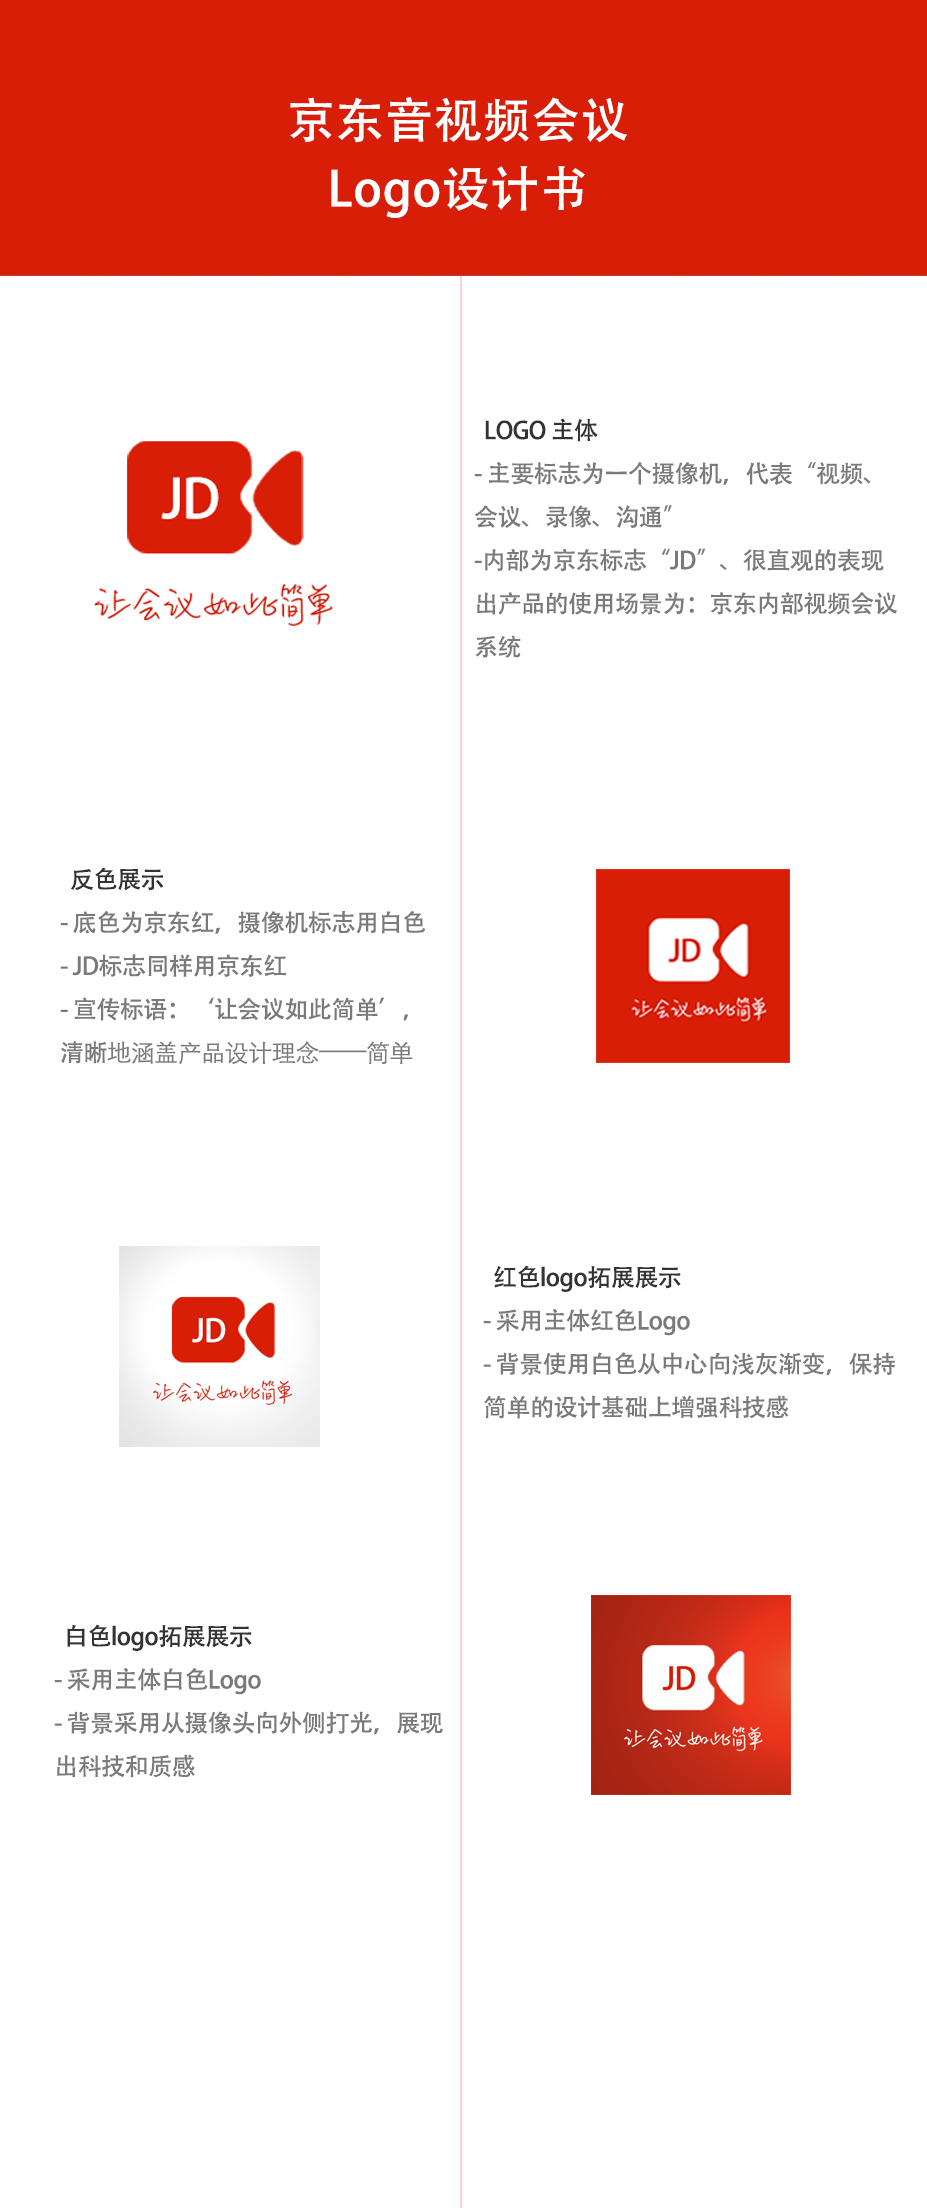 京东音视频会议
Logo设计书
JD
让会议如此简单
LOGO 主体
- 主要标志为一个摄像机，代表“视频、
会议、录像、沟通”
-内部为京东标志“JD”、很直观的表现
出产品的使用场景为：京东内部视频会议
系统
反色展示
- 底色为京东红，摄像机标志用白色
- JD标志同样用京东红
- 宣传标语：‘让会议如此简单’，
清晰地涵盖产品设计理念——简单
JD
让会议如此简单
JD
让会议如此简单
红色logo拓展展示
- 采用主体红色Logo
- 背景使用白色从中心向浅灰渐变，保持
简单的设计基础上增强科技感
白色logo拓展展示
- 采用主体白色Logo
- 背景采用从摄像头向外侧打光，展现
出科技和质感
JD
让会议如此简单